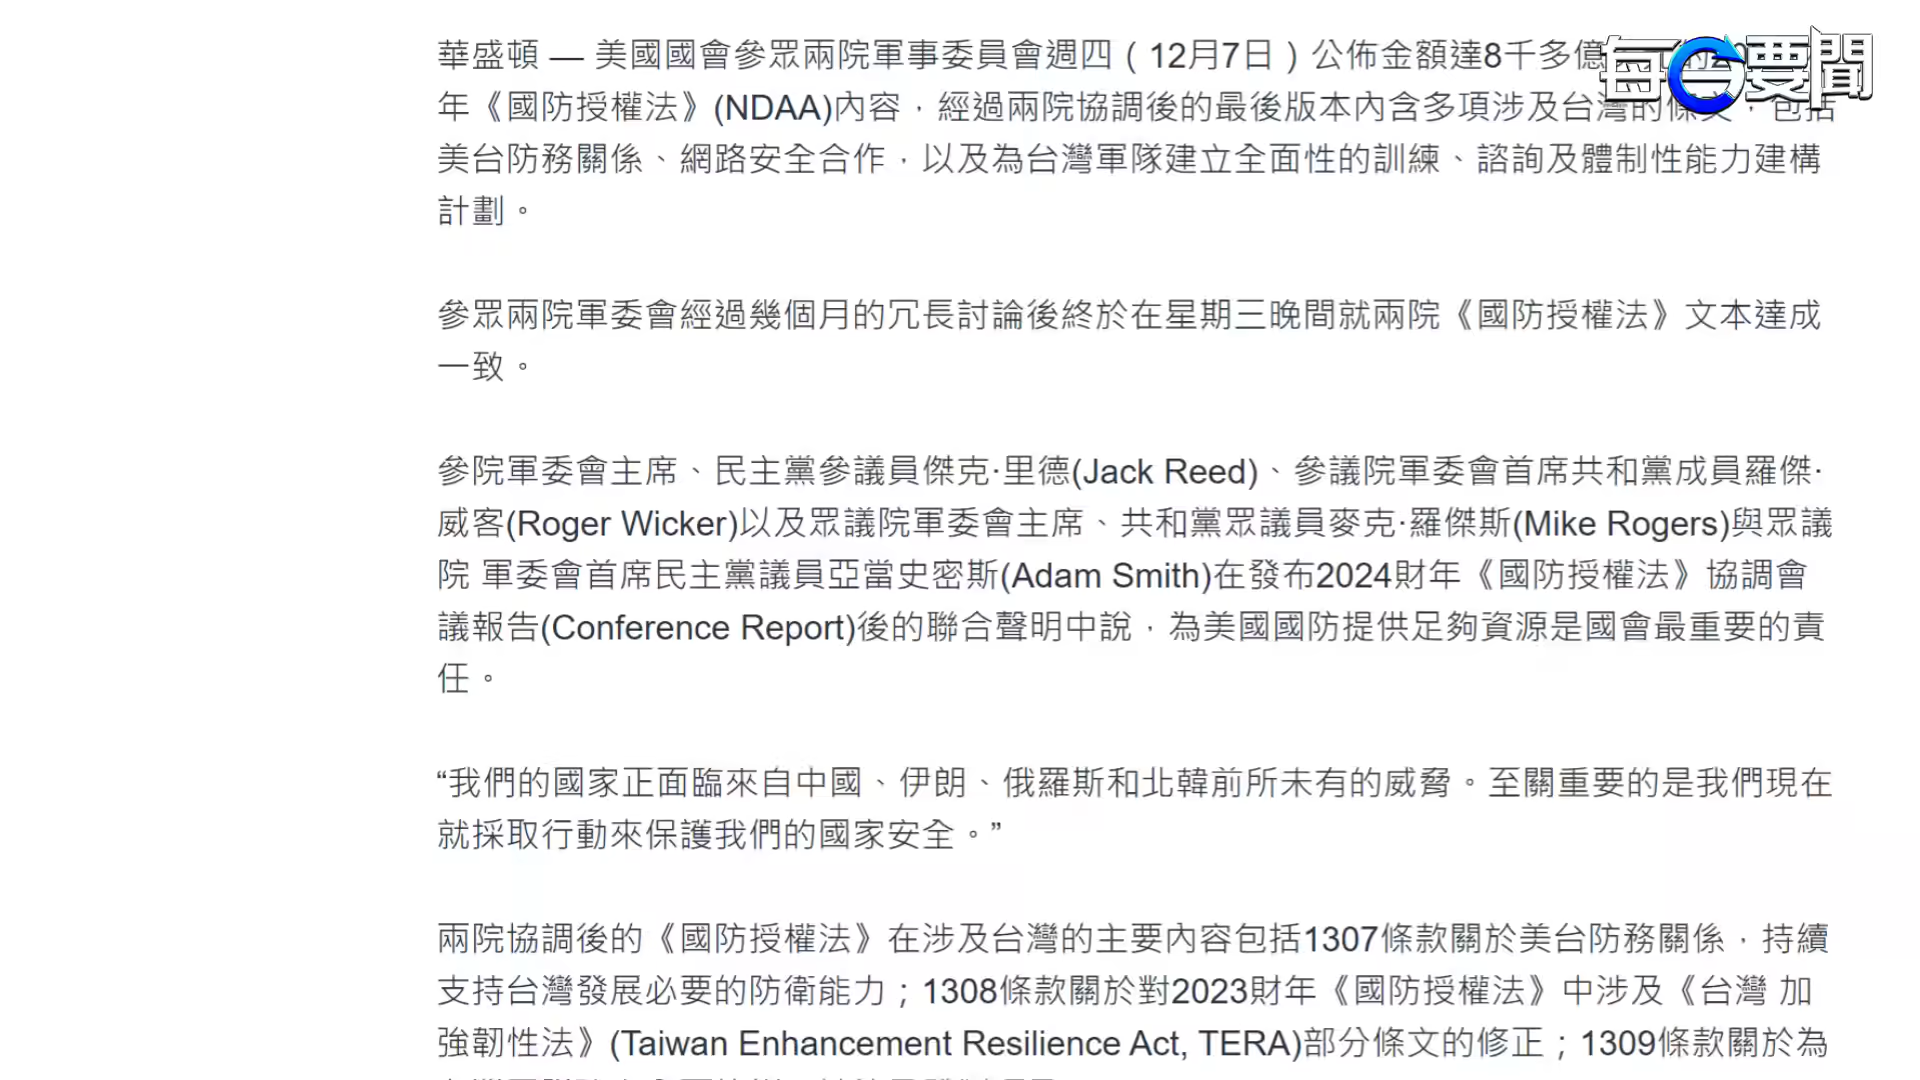 華盛頓 — 美國國會參眾兩院軍事委員會週四（12月7日）公佈金額達8千多億
每日要聞
年《國防授權法》(NDAA)內容，經過兩院協調後的最後版本內含多項涉及台灣的條文，包括
美台防務關係、網路安全合作，以及為台灣軍隊建立全面性的訓練、諮詢及體制性能力建構
計劃。
參眾兩院軍委會經過幾個月的冗長討論後終於在星期三晚間就兩院《國防授權法》文本達成
一致。
參院軍委會主席、民主黨參議員傑克·里德(Jack Reed)、參議院軍委會首席共和黨成員羅傑·
威客(Roger Wicker)以及眾議院軍委會主席、共和黨眾議員麥克·羅傑斯(Mike Rogers)與眾議
院 軍委會首席民主黨議員亞當史密斯(Adam Smith)在發布2024財年《國防授權法》協調會
議報告(Conference Report)後的聯合聲明中說，為美國國防提供足夠資源是國會最重要的責
任。
“我們的國家正面臨來自中國、伊朗、俄羅斯和北韓前所未有的威脅。至關重要的是我們現在
就採取行動來保護我們的國家安全。”
兩院協調後的《國防授權法》在涉及台灣的主要內容包括1307條款關於美台防務關係，持續
支持台灣發展必要的防衛能力；1308條款關於對2023財年《國防授權法》中涉及《台灣 加
強韌性法》(Taiwan Enhancement Resilience Act, TERA)部分條文的修正；1309條款關於為